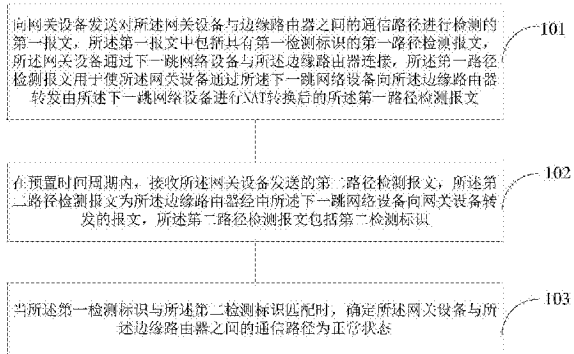 向网关设备发送对所述网关设备与边缘路由器之间的通信路径进行检测的
第一报文，所述第一报文中包括具有第一检测标识的第一路径检测报文，
所述网关设备通过下一跳网络设备与所述边缘路由器连接，所述第一路径
检测报文用于使所述网关设备通过所述下一跳网络设备向所述边缘路由器
转发由所述下一跳网络设备进行NAT转换后的所述第一路径检测报文
101
在预置时间周期内，接收所述网关设备发送的第二路径检测报文，所述第
二路径检测报文为所述边缘路由器经由所述下一跳网络设备向网关设备转
发的报文，所述第二路径检测报文包括第二检测标识
102
当所述第一检测标识与所述第二检测标识匹配时，确定所述网关设备与所
述边缘路由器之间的通信路径为正常状态
103